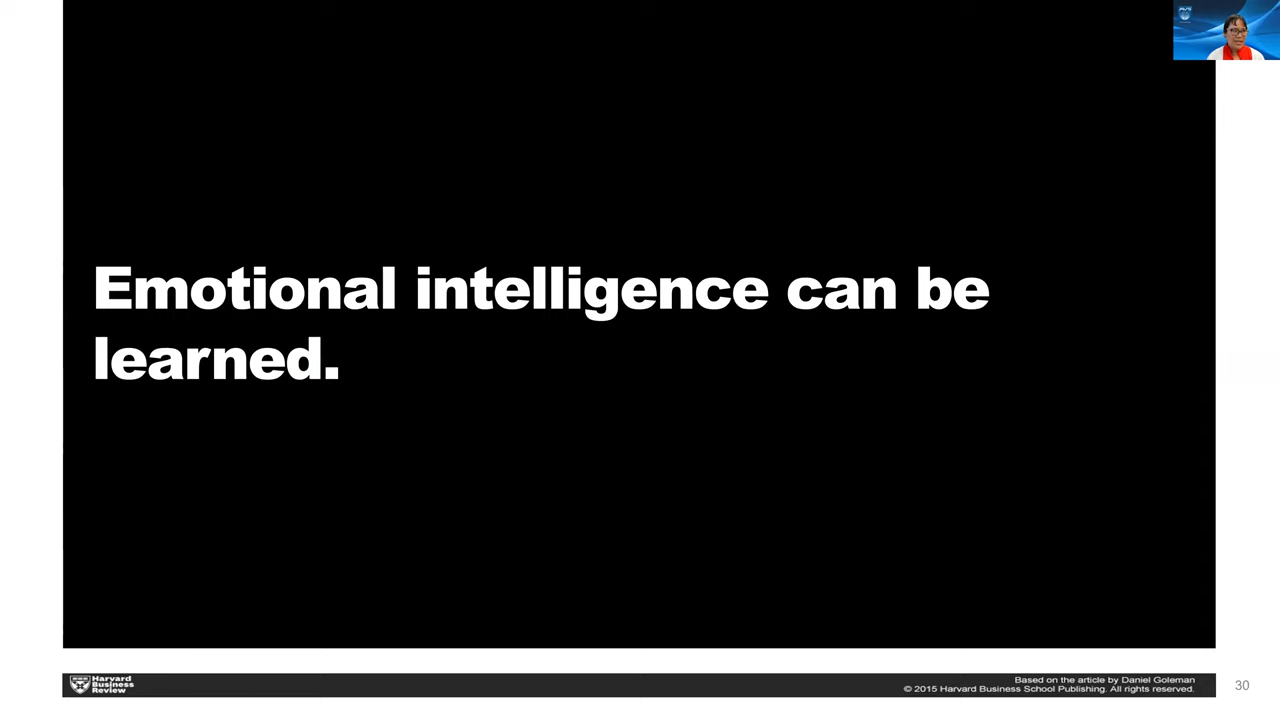 Emotional intelligence can be
learned.
Harvard
Business
Review
Based on the article by Daniel Goleman
© 2015 Harvard Business School Publishing. All rights reserved.
30